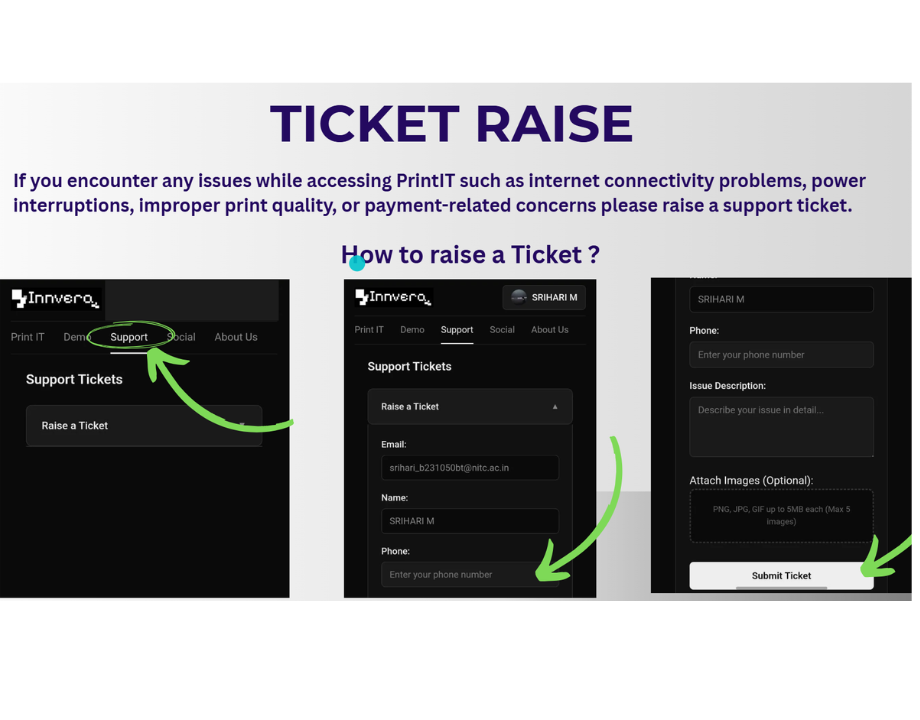 TICKET RAISE
If you encounter any issues while accessing PrintIT such as internet connectivity problems, power
interruptions, improper print quality, or payment-related concerns please raise a support ticket.
How to raise a Ticket ?
Innvera
Print IT Demo Support Social About Us
Support Tickets
Raise a Ticket
Innvera
SRIHARI M
Print IT Demo Support Social About Us
Support Tickets
Raise a Ticket
Email:
srihari_b231050bt@nitc.ac.in
Name:
SRIHARI M
Phone:
Enter your phone number
SRIHARI M
Phone:
Enter your phone number
Issue Description:
Describe your issue in detail...
Attach Images (Optional):
PNG, JPG, GIF up to 5MB each (Max 5
images)
Submit Ticket